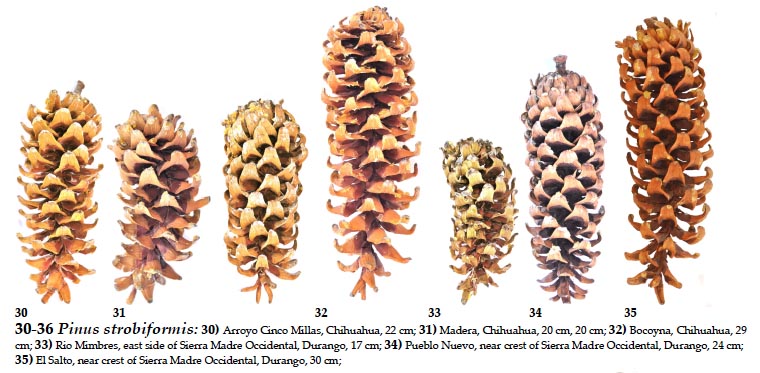 30 31 32 33 34 35
30-36 Pinus strobiformis: 30) Arroyo Cinco Millas, Chihuahua, 22 cm; 31) Madera, Chihuahua, 20 cm, 20 cm; 32) Bocoyna, Chihuahua, 29
cm; 33) Rio Mimbres, east side of Sierra Madre Occidental, Durango, 17 cm; 34) Pueblo Nuevo, near crest of Sierra Madre Occidental, Durango, 24 cm;
35) El Salto, near crest of Sierra Madre Occidental, Durango, 30 cm;